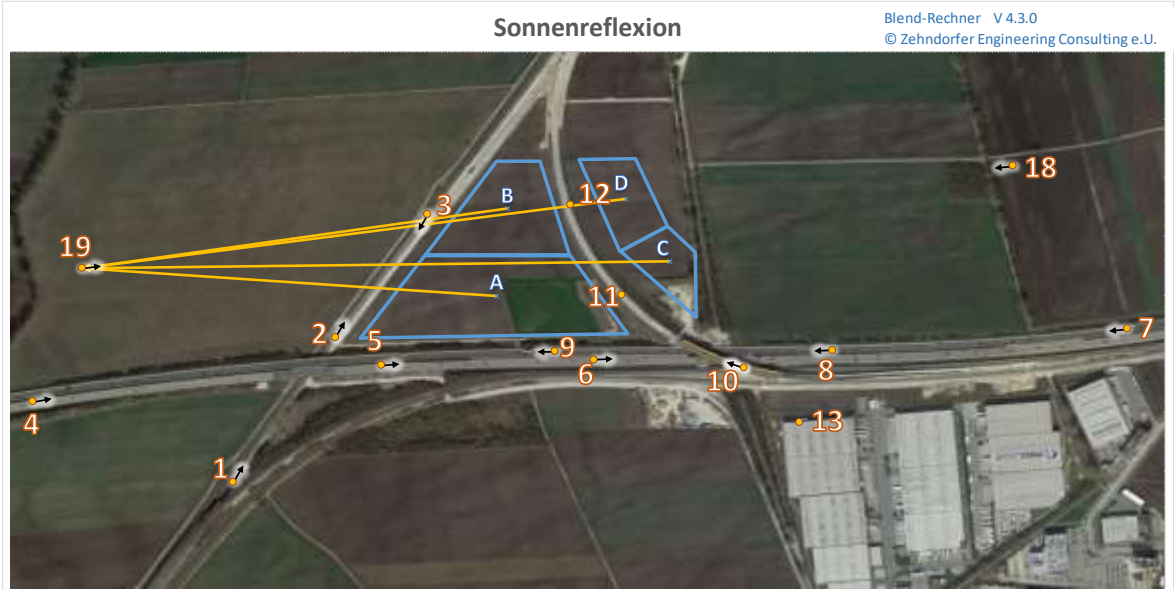 Sonnenreflexion
Blend-Rechner V 4.3.0
© Zehndorfer Engineering Consulting e.U.
18
D
B
12
3
C
19
A
11
2
7
5
9
8
6
10
4
13
1